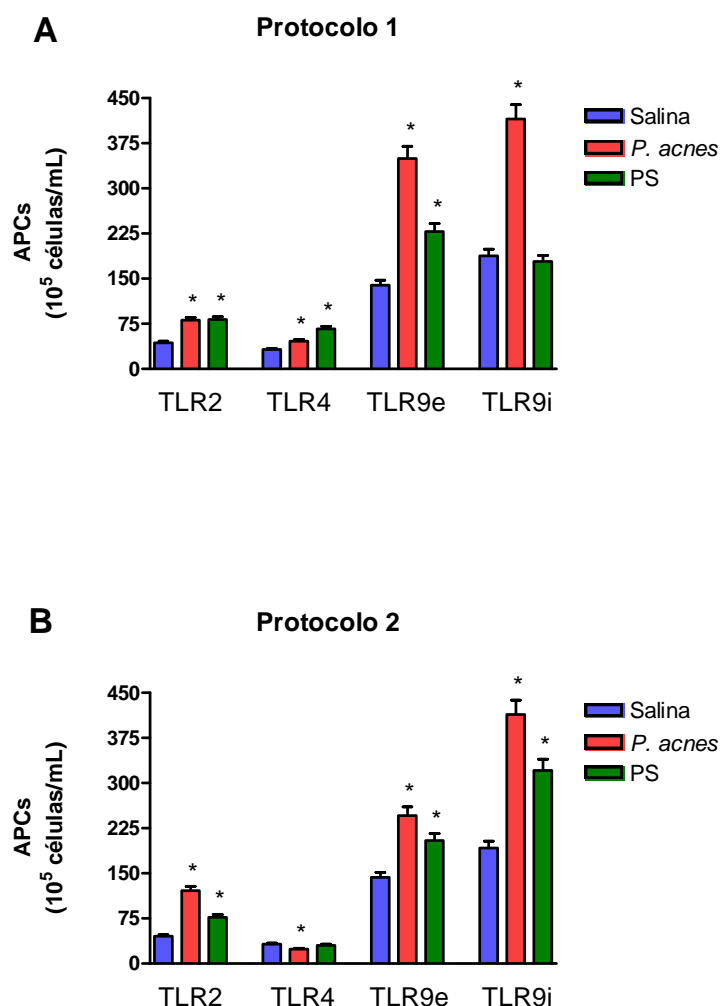 A
Protocolo 1
APCs
(10⁵ células/mL)
450
375
300
225
150
75
0
* *
* *
* *
*
TLR2 TLR4 TLR9e TLR9i
Salina
P. acnes
PS
B
Protocolo 2
APCs
(10⁵ células/mL)
450
375
300
225
150
75
0
* *
*
* *
* *
TLR2 TLR4 TLR9e TLR9i
Salina
P. acnes
PS